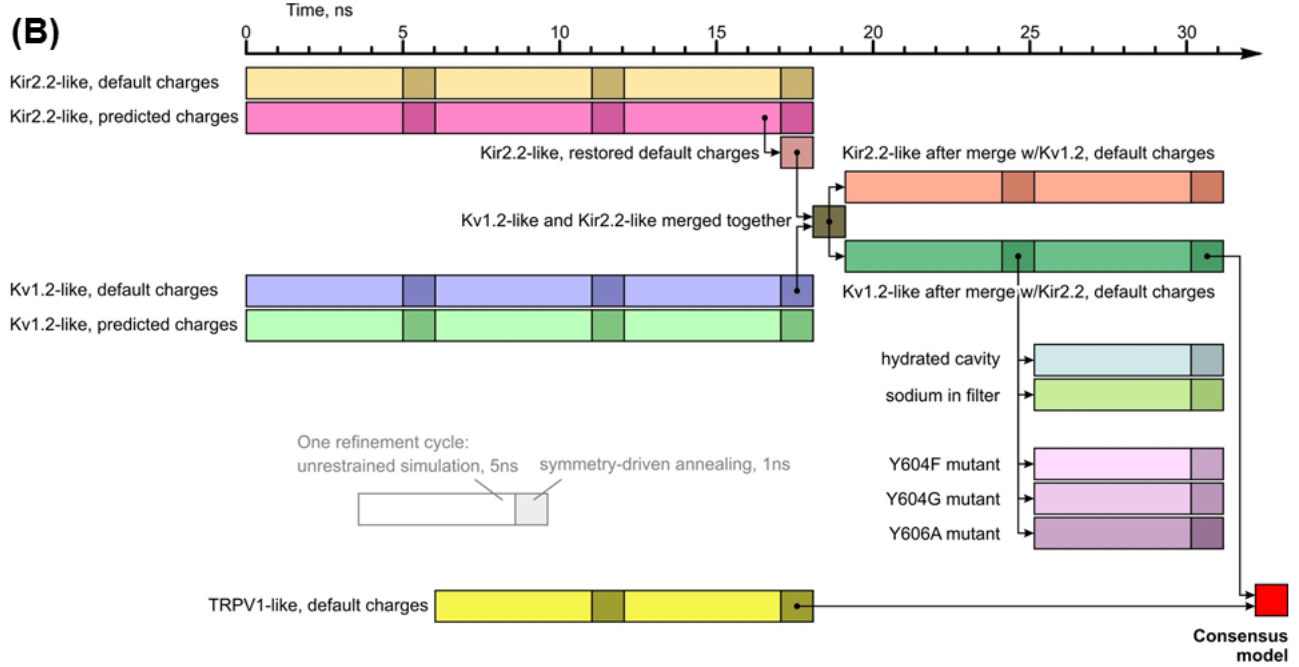 (B)
Time, ns
0 5 10 15 20 25 30
Kir2.2-like, default charges
Kir2.2-like, predicted charges
Kir2.2-like, restored default charges
Kir2.2-like after merge w/Kv1.2, default charges
Kv1.2-like and Kir2.2-like merged together
Kv1.2-like, default charges
Kv1.2-like after merge w/Kir2.2, default charges
Kv1.2-like, predicted charges
hydrated cavity
sodium in filter
One refinement cycle:
unrestrained simulation, 5ns
symmetry-driven annealing, 1ns
Y604F mutant
Y604G mutant
Y606A mutant
TRPV1-like, default charges
Consensus
model